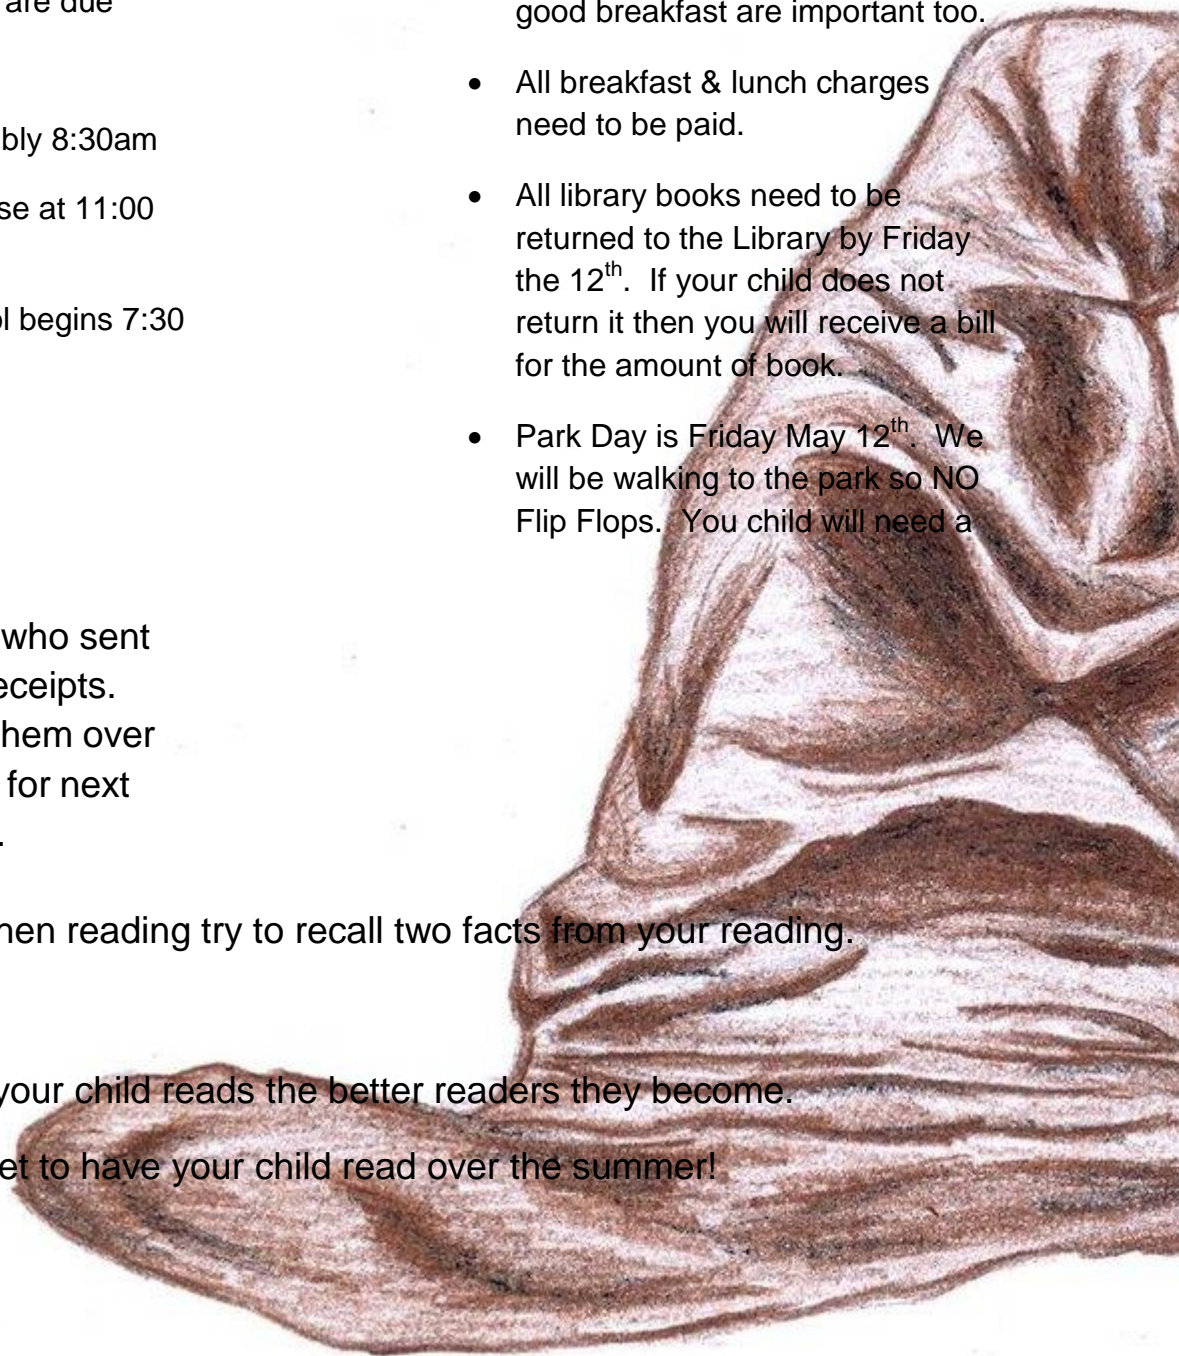 are due
bly 8:30am
se at 11:00
ol begins 7:30
who sent
eceipts.
hem over
for next
.
good breakfast are important too.
• All breakfast & lunch charges
need to be paid.
• All library books need to be
returned to the Library by Friday
the 12th. If your child does not
return it then you will receive a bill
for the amount of book.
• Park Day is Friday May 12th. We
will be walking to the park so NO
Flip Flops. You child will need a
hen reading try to recall two facts from your reading.
your child reads the better readers they become.
et to have your child read over the summer!